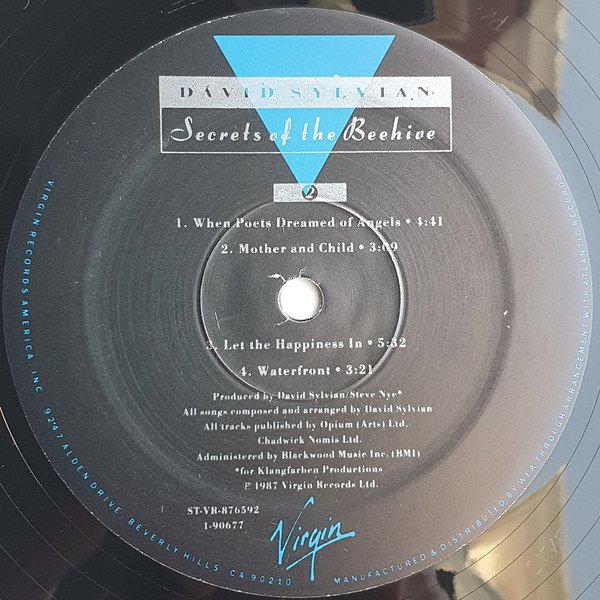 DAVID SYLVIAN
Secrets of the Beehive
2
1. When Poets Dreamed of Angels • 4:41
2. Mother and Child • 3:09
3. Let the Happiness In • 5:32
4. Waterfront • 3:21
Produced by David Sylvian/Steve Nye*
All songs composed and arranged by David Sylvian
All tracks published by Opium (Arts) Ltd.
Chadwick Nomis Ltd.
Administered by Blackwood Music Inc. (BMI)
*for Klangfarben Productions
℗ 1987 Virgin Records Ltd.
ST-VR-876592
1-90677
Virgin
VIRGIN RECORDS AMERICA, INC. 9247 ALDEN DRIVE, BEVERLY HILLS, CA 90210
MANUFACTURED & DISTRIBUTED BY WEA THROUGH ARRANGEMENT WITH ATLANTIC RECORDS